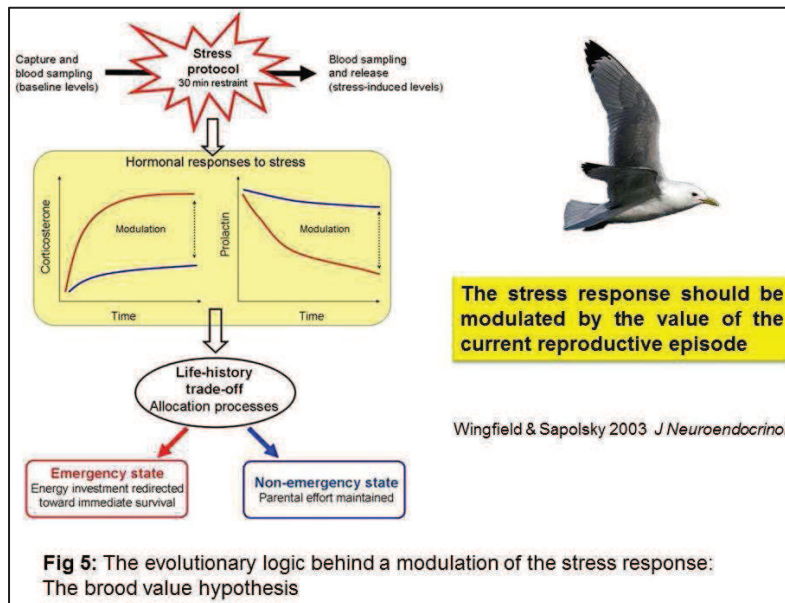 Capture and
blood sampling
(baseline levels)
Stress
protocol
30 min restraint
Blood sampling
and release
(stress-induced levels)
Hormonal responses to stress
Corticosterone
Modulation
Time
Prolactin
Modulation
Time
Life-history
trade-off
Allocation processes
Emergency state
Energy investment redirected
toward immediate survival
Non-emergency state
Parental effort maintained
The stress response should be
modulated by the value of the
current reproductive episode
Wingfield & Sapolsky 2003 J Neuroendocrinol
Fig 5: The evolutionary logic behind a modulation of the stress response:
The brood value hypothesis